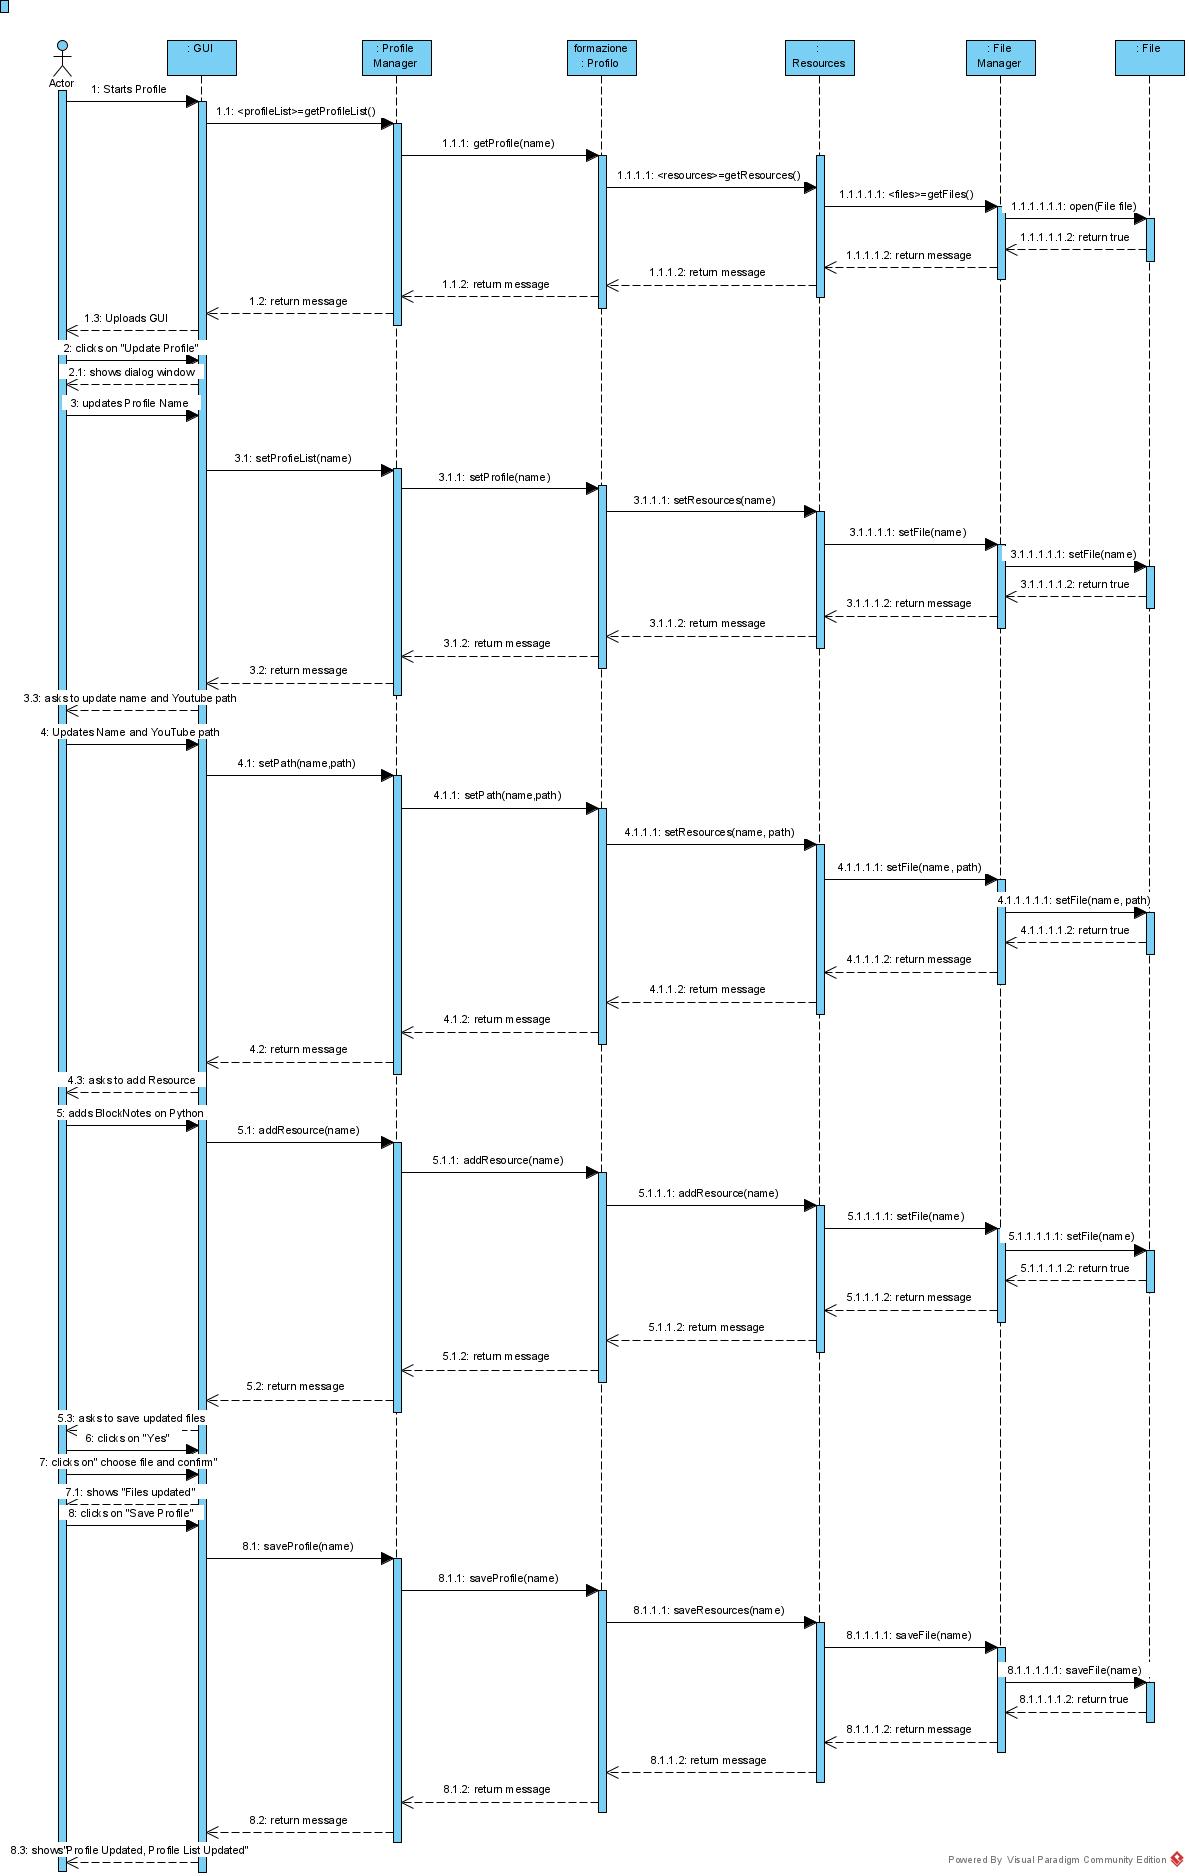 : GUI
: Profile
Manager
formazione
: Profilo
:
Resources
: File
Manager
: File
Actor
1: Starts Profile
1.1: <profileList>=getProfileList()
1.1.1: getProfile(name)
1.1.1.1: <resources>=getResources()
1.1.1.1.1: <files>=getFiles()
1.1.1.1.1.1: open(File file)
1.1.1.1.1.2: return true
1.1.1.1.2: return message
1.1.1.2: return message
1.1.2: return message
1.2: return message
1.3: Uploads GUI
2: clicks on "Update Profile"
2.1: shows dialog window
3: updates Profile Name
3.1: setProfieList(name)
3.1.1: setProfile(name)
3.1.1.1: setResources(name)
3.1.1.1.1: setFile(name)
3.1.1.1.1.1: setFile(name)
3.1.1.1.1.2: return true
3.1.1.1.2: return message
3.1.1.2: return message
3.1.2: return message
3.2: return message
3.3: asks to update name and Youtube path
4: Updates Name and YouTube path
4.1: setPath(name,path)
4.1.1: setPath(name,path)
4.1.1.1: setResources(name, path)
4.1.1.1.1: setFile(name, path)
4.1.1.1.1.1: setFile(name, path)
4.1.1.1.1.2: return true
4.1.1.1.2: return message
4.1.1.2: return message
4.1.2: return message
4.2: return message
4.3: asks to add Resource
5: adds BlockNotes on Python
5.1: addResource(name)
5.1.1: addResource(name)
5.1.1.1: addResource(name)
5.1.1.1.1: setFile(name)
5.1.1.1.1.1: setFile(name)
5.1.1.1.1.2: return true
5.1.1.1.2: return message
5.1.1.2: return message
5.1.2: return message
5.2: return message
5.3: asks to save updated files
6: clicks on "Yes"
7: clicks on" choose file and confirm"
7.1: shows "Files updated"
8: clicks on "Save Profile"
8.1: saveProfile(name)
8.1.1: saveProfile(name)
8.1.1.1: saveResources(name)
8.1.1.1.1: saveFile(name)
8.1.1.1.1.1: saveFile(name)
8.1.1.1.1.2: return true
8.1.1.1.2: return message
8.1.1.2: return message
8.1.2: return message
8.2: return message
8.3: shows"Profile Updated, Profile List Updated"
Powered By Visual Paradigm Community Edition